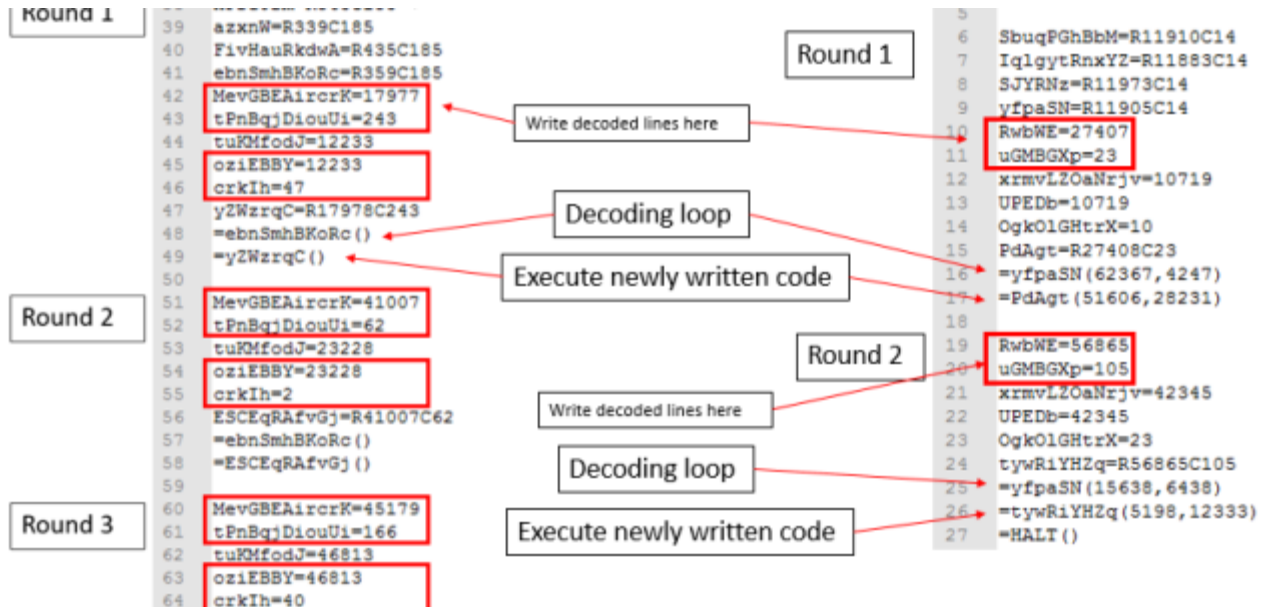 Round 1
39 azxnW=R339C185
40 FivHauRkdwA=R435C185
41 ebnSmhBKoRc=R359C185
42 MevGBEAircrK=17977
43 tPnBqjDiouUi=243
44 tuKMfodJ=12233
45 oziEBBY=12233
46 crkIh=47
47 yZWzrqC=R17978C243
48 =ebnSmhBKoRc()
49 =yZWzrqC()
50
Round 2
51 MevGBEAircrK=41007
52 tPnBqjDiouUi=62
53 tuKMfodJ=23228
54 oziEBBY=23228
55 crkIh=2
56 ESCEqRAfvGj=R41007C62
57 =ebnSmhBKoRc()
58 =ESCEqRAfvGj()
59
Round 3
60 MevGBEAircrK=45179
61 tPnBqjDiouUi=166
62 tuKMfodJ=46813
63 oziEBBY=46813
64 crkIh=40
Write decoded lines here
Decoding loop
Execute newly written code
Round 1
5
6 SbuqPGhBbM=R11910C14
7 IqlgytRnxYZ=R11883C14
8 SJYRNz=R11973C14
9 yfpaSN=R11905C14
10 RwbWE=27407
11 uGMBGXp=23
12 xrmvLZOaNrjv=10719
13 UPEDb=10719
14 OgkOlGHtrX=10
15 PdAgt=R27408C23
16 =yfpaSN(62367,4247)
17 =PdAgt(51606,28231)
18
Round 2
19 RwbWE=56865
20 uGMBGXp=105
21 xrmvLZOaNrjv=42345
22 UPEDb=42345
23 OgkOlGHtrX=23
24 tywRiYHZq=R56865C105
25 =yfpaSN(15638,6438)
26 =tywRiYHZq(5198,12333)
27 =HALT()
Write decoded lines here
Decoding loop
Execute newly written code